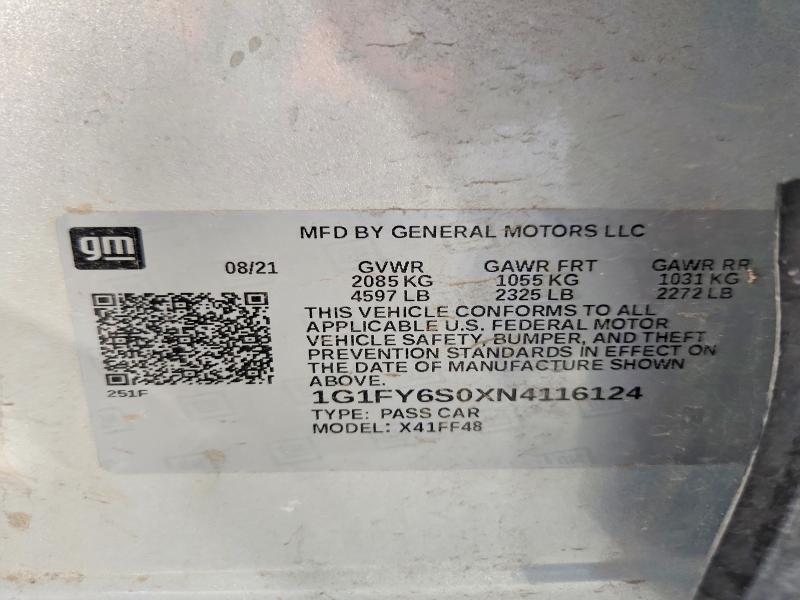 gm
MFD BY GENERAL MOTORS LLC
08/21 GVWR GAWR FRT GAWR RR
2085 KG 1055 KG 1031 KG
4597 LB 2325 LB 2272 LB
THIS VEHICLE CONFORMS TO ALL
APPLICABLE U.S. FEDERAL MOTOR
VEHICLE SAFETY, BUMPER, AND THEFT
PREVENTION STANDARDS IN EFFECT ON
THE DATE OF MANUFACTURE SHOWN
ABOVE.
251F
1G1FY6S0XN4116124
TYPE: PASS CAR
MODEL: X41FF48